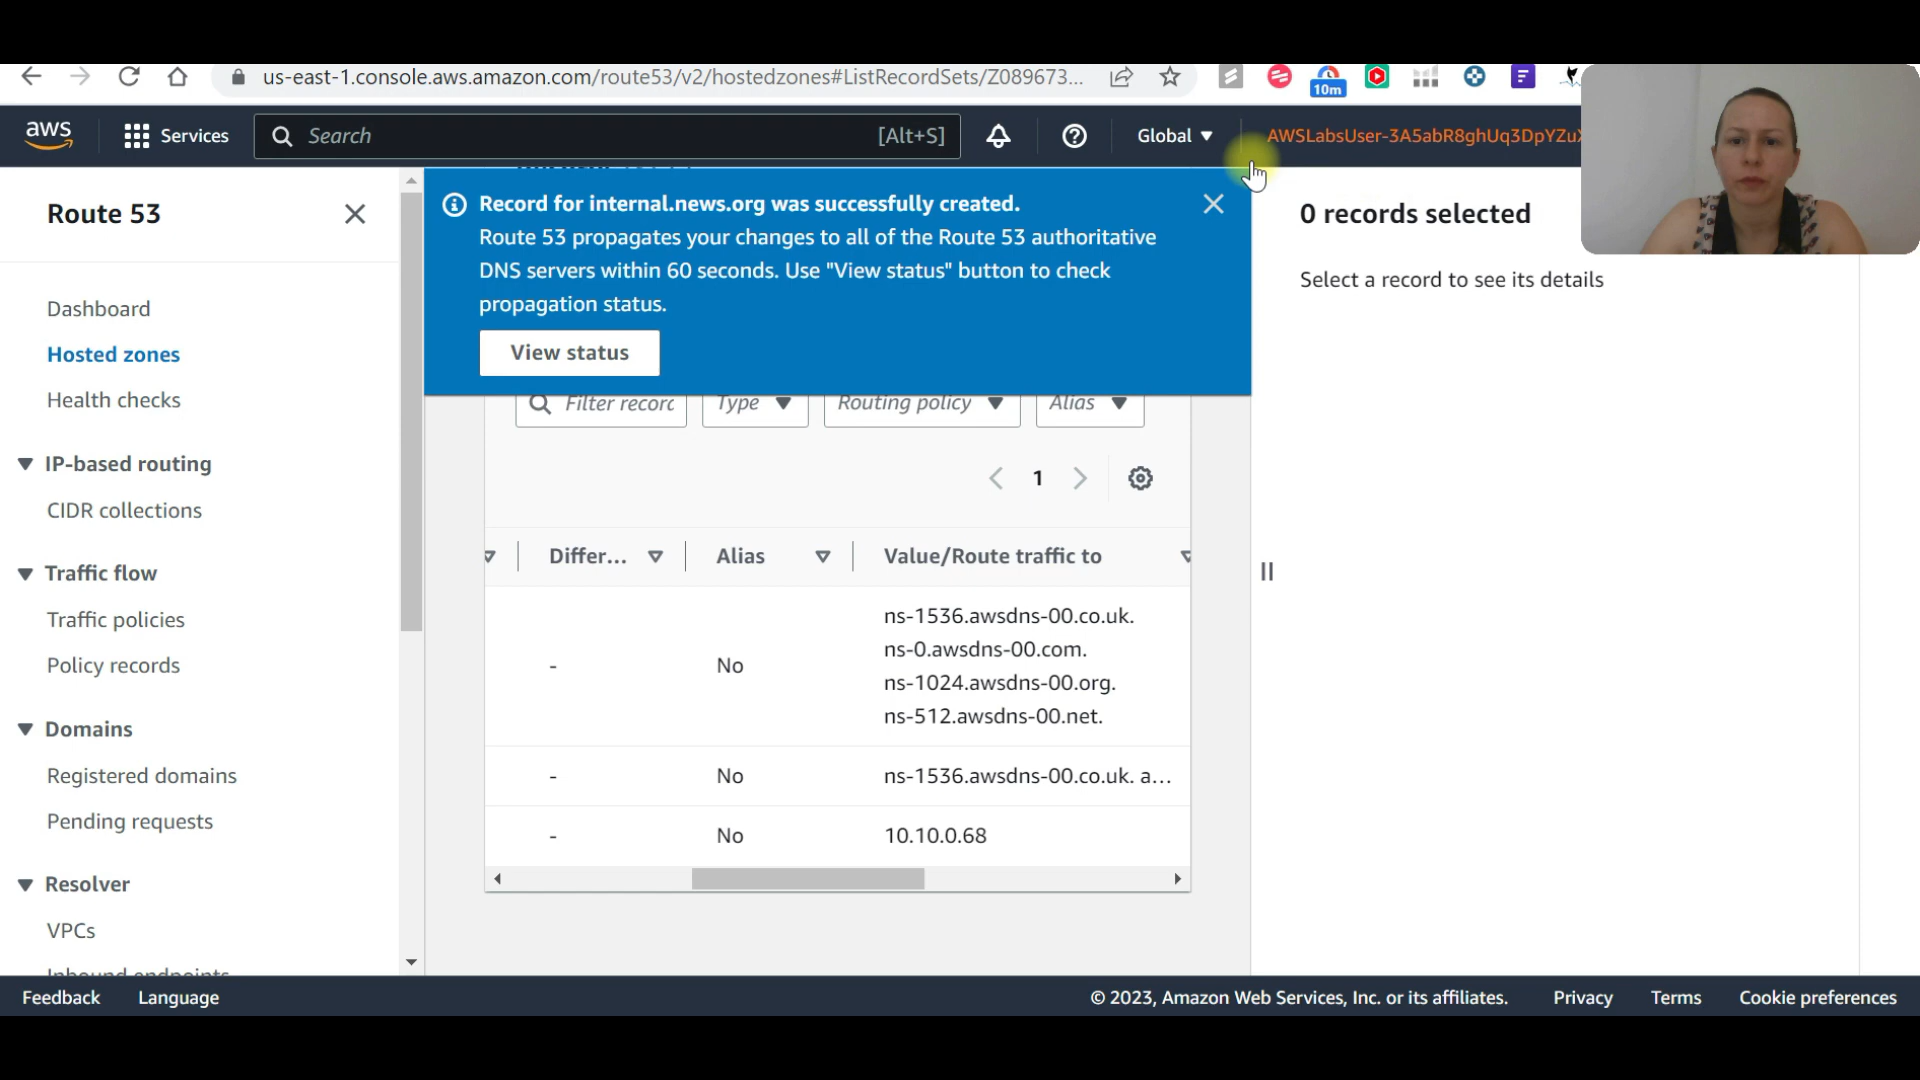 us-east-1.console.aws.amazon.com/route53/v2/hostedzones#ListRecordSets/Z089673...
10m
aws
Services
Search
[Alt+S]
Global
AWSLabsUser-3A5abR8ghUq3DpYZu
Route 53
Dashboard
Hosted zones
Health checks
IP-based routing
CIDR collections
Traffic flow
Traffic policies
Policy records
Domains
Registered domains
Pending requests
Resolver
VPCs
Inbound endpoints
Record for internal.news.org was successfully created.
Route 53 propagates your changes to all of the Route 53 authoritative
DNS servers within 60 seconds. Use "View status" button to check
propagation status.
View status
Filter recorc
Type
Routing policy
Alias
1
Differ...
Alias
Value/Route traffic to
-
No
ns-1536.awsdns-00.co.uk.
ns-0.awsdns-00.com.
ns-1024.awsdns-00.org.
ns-512.awsdns-00.net.
-
No
ns-1536.awsdns-00.co.uk. a...
-
No
10.10.0.68
0 records selected
Select a record to see its details
Feedback
Language
© 2023, Amazon Web Services, Inc. or its affiliates.
Privacy
Terms
Cookie preferences